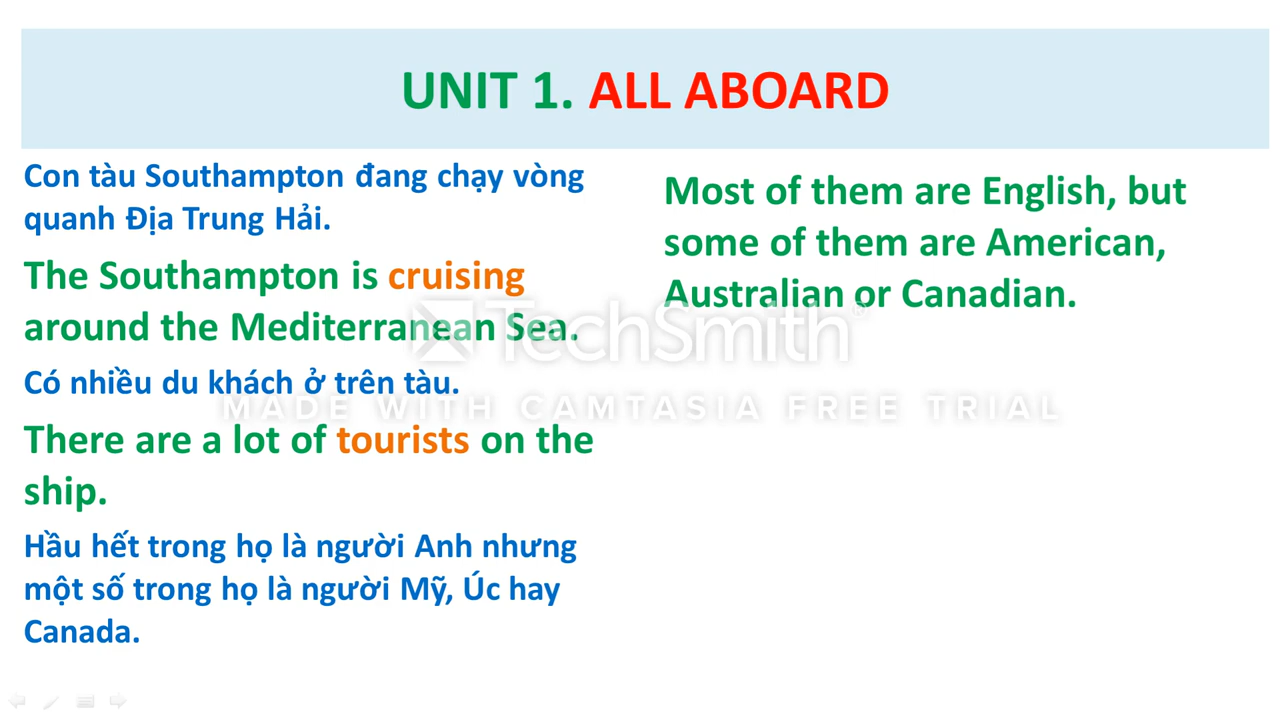 UNIT 1. ALL ABOARD
Con tàu Southampton đang chạy vòng
quanh Địa Trung Hải.
The Southampton is cruising
around the Mediterranean Sea.
Có nhiều du khách ở trên tàu.
There are a lot of tourists on the
ship.
Hầu hết trong họ là người Anh nhưng
một số trong họ là người Mỹ, Úc hay
Canada.
Most of them are English, but
some of them are American,
Australian or Canadian.
TechSmith®
MADE WITH CAMTASIA FREE TRIAL